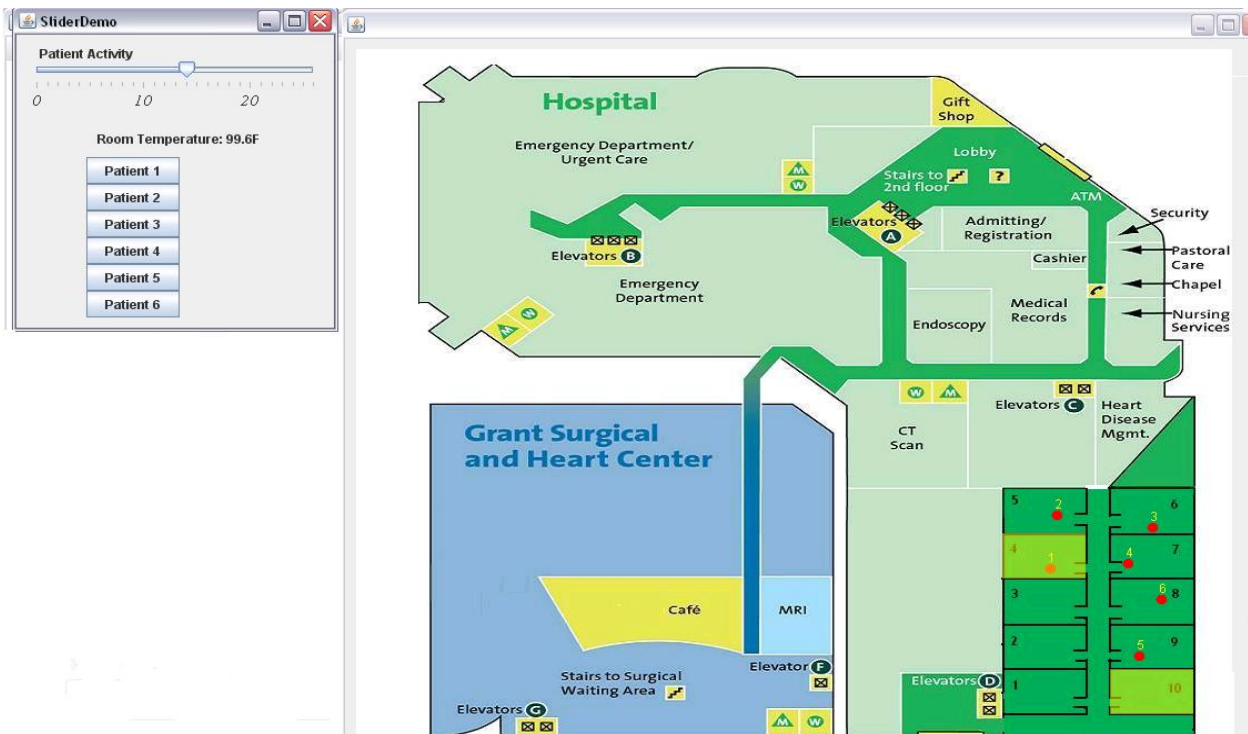 SliderDemo
Patient Activity
0 10 20
Room Temperature: 99.6F
Patient 1
Patient 2
Patient 3
Patient 4
Patient 5
Patient 6
Hospital
Gift
Shop
Emergency Department/
Urgent Care
Lobby
M
W
Stairs to
2nd floor
?
ATM
Elevators
A
Admitting/
Registration
Security
Elevators B
Cashier
Pastoral
Care
Emergency
Department
Chapel
Medical
Records
Endoscopy
Nursing
Services
M W
W M
Elevators C
Heart
Disease
Mgmt.
CT
Scan
Grant Surgical
and Heart Center
5 2 6
3
4 1 4 7
3 6 8
Café
MRI
2 5 9
Elevator F
Stairs to Surgical
Waiting Area
Elevators D
1 10
Elevators G
M W